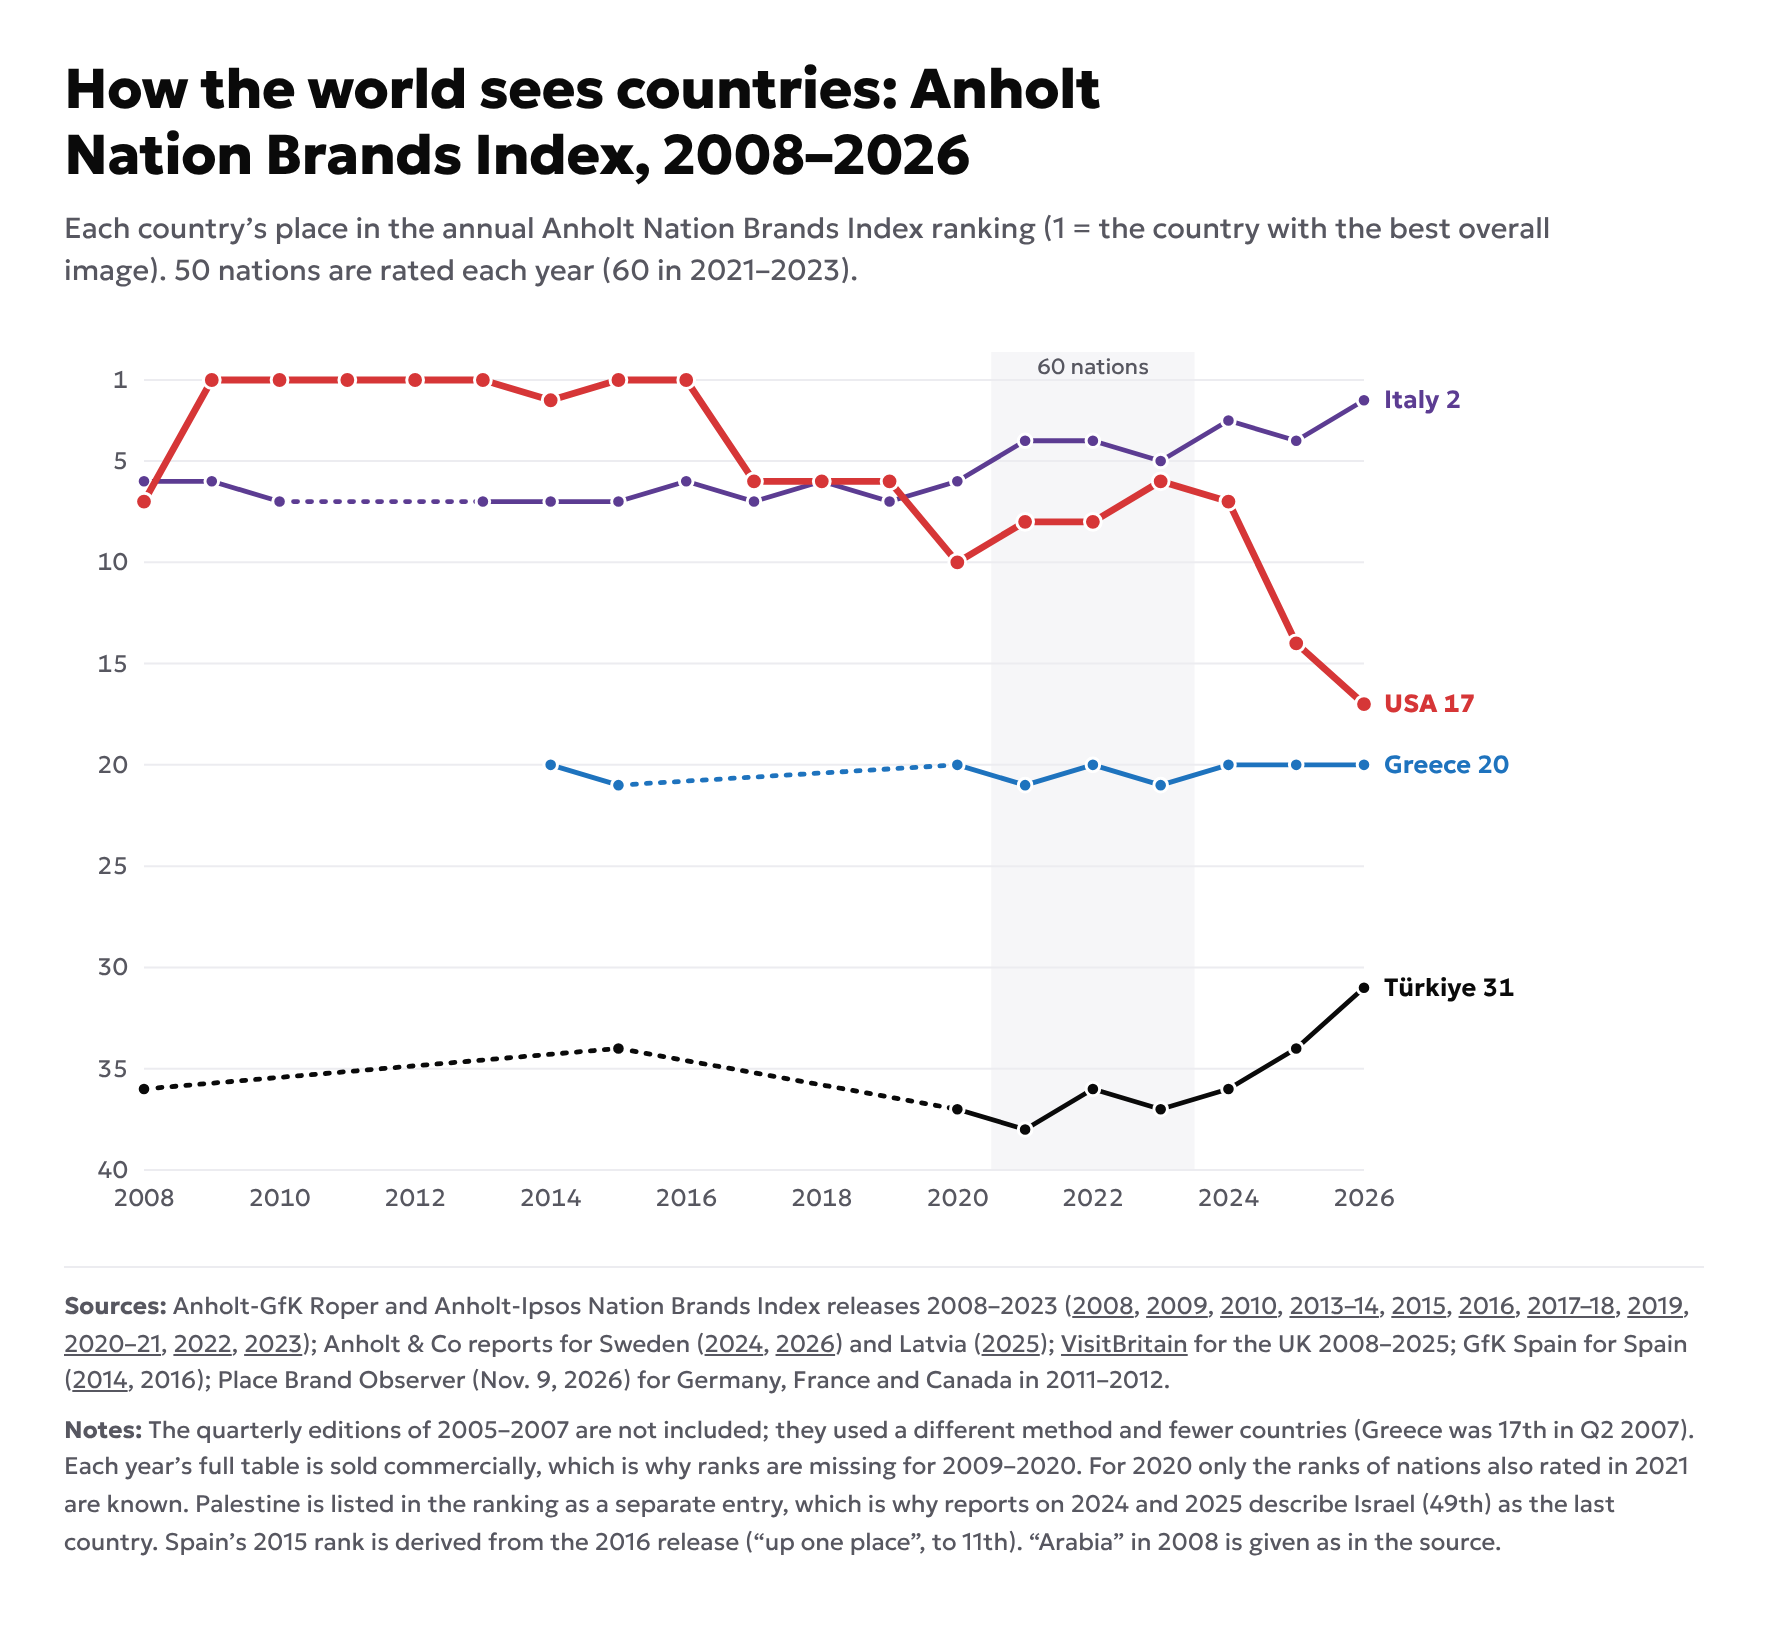 How the world sees countries: Anholt
Nation Brands Index, 2008–2026
Each country’s place in the annual Anholt Nation Brands Index ranking (1 = the country with the best overall
image). 50 nations are rated each year (60 in 2021–2023).
60 nations
1
Italy 2
5
10
15
USA 17
20
Greece 20
25
30
Türkiye 31
35
40
2008 2010 2012 2014 2016 2018 2020 2022 2024 2026
Sources: Anholt-GfK Roper and Anholt-Ipsos Nation Brands Index releases 2008–2023 (2008, 2009, 2010, 2013–14, 2015, 2016, 2017–18, 2019,
2020–21, 2022, 2023); Anholt & Co reports for Sweden (2024, 2026) and Latvia (2025); VisitBritain for the UK 2008–2025; GfK Spain for Spain
(2014, 2016); Place Brand Observer (Nov. 9, 2026) for Germany, France and Canada in 2011–2012.
Notes: The quarterly editions of 2005–2007 are not included; they used a different method and fewer countries (Greece was 17th in Q2 2007).
Each year’s full table is sold commercially, which is why ranks are missing for 2009–2020. For 2020 only the ranks of nations also rated in 2021
are known. Palestine is listed in the ranking as a separate entry, which is why reports on 2024 and 2025 describe Israel (49th) as the last
country. Spain’s 2015 rank is derived from the 2016 release (“up one place”, to 11th). “Arabia” in 2008 is given as in the source.